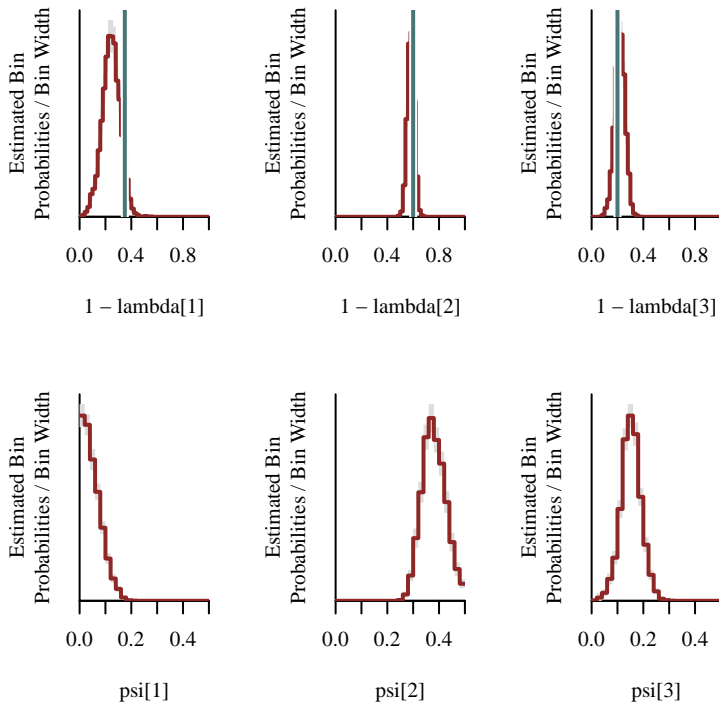 Estimated Bin
Probabilities / Bin Width
Estimated Bin
Probabilities / Bin Width
Estimated Bin
Probabilities / Bin Width
0.0 0.4 0.8
0.0 0.4 0.8
0.0 0.4 0.8
1 − lambda[1]
1 − lambda[2]
1 − lambda[3]
Estimated Bin
Probabilities / Bin Width
Estimated Bin
Probabilities / Bin Width
Estimated Bin
Probabilities / Bin Width
0.0 0.2 0.4
0.0 0.2 0.4
0.0 0.2 0.4
psi[1]
psi[2]
psi[3]